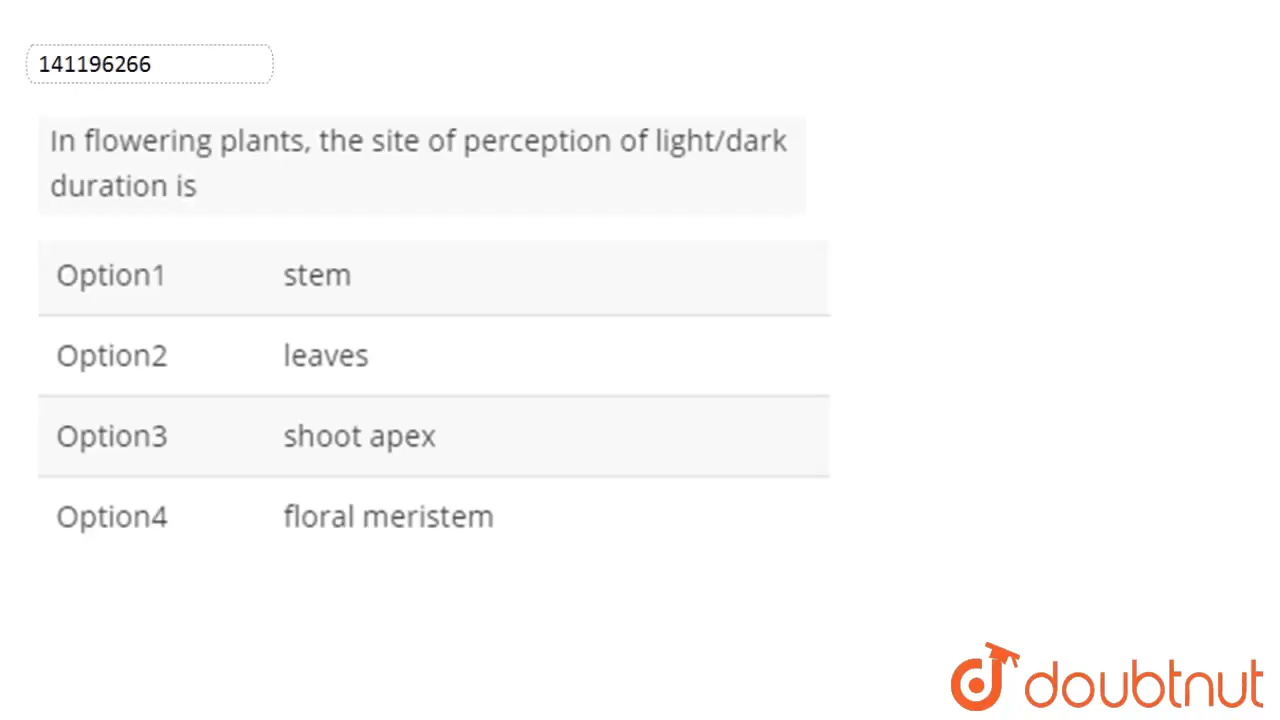 141196266
In flowering plants, the site of perception of light/dark
duration is
Option1 stem
Option2 leaves
Option3 shoot apex
Option4 floral meristem
doubtnut